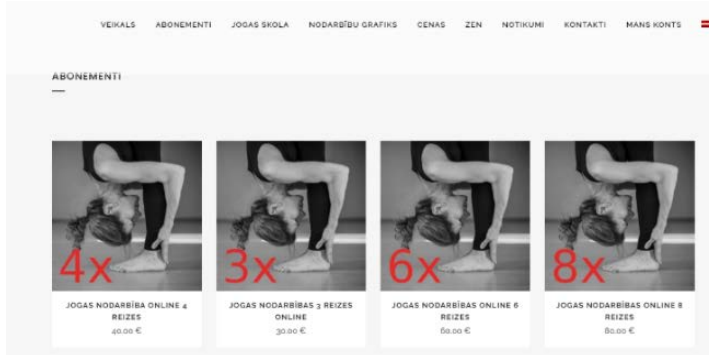 VEIKALS ABONEMENTI JOGAS SKOLA NODARBĪBU GRAFIKS CENAS ZEN NOTIKUMI KONTAKTI MANS KONTS
ABONEMENTI
4x
3x
6x
8x
JOGAS NODARBĪBA ONLINE 4
REIZES
40.00 €
JOGAS NODARBĪBAS 3 REIZES
ONLINE
30.00 €
JOGAS NODARBĪBAS ONLINE 6
REIZES
60.00 €
JOGAS NODARBĪBAS ONLINE 8
REIZES
80.00 €